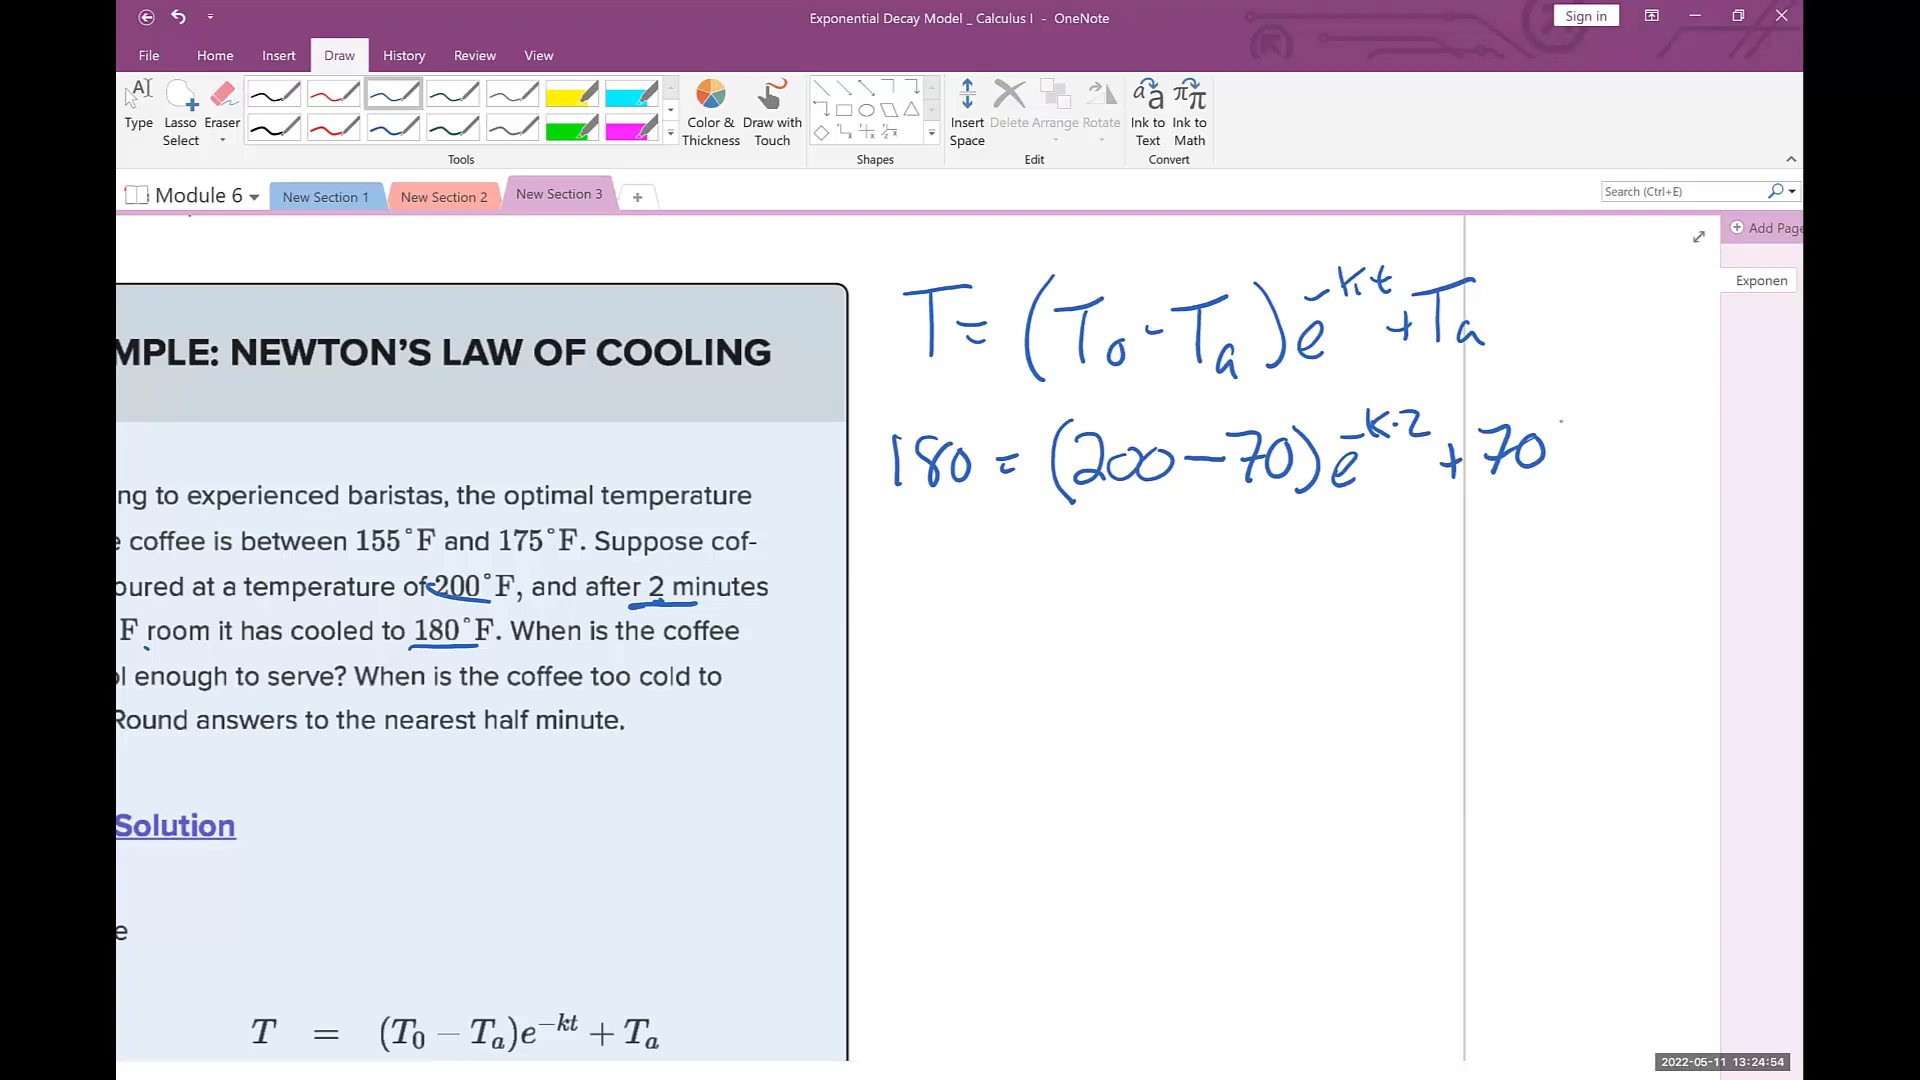 Exponential Decay Model _ Calculus I - OneNote
Sign in
File Home Insert Draw History Review View
Type
Lasso Select
Eraser
Color & Thickness
Draw with Touch
Insert Space
Delete
Arrange
Rotate
Ink to Text
Ink to Math
Tools
Shapes
Edit
Convert
Module 6
New Section 1
New Section 2
New Section 3
Search (Ctrl+E)
Add Page
Exponen
MPLE: NEWTON'S LAW OF COOLING
ng to experienced baristas, the optimal temperature
e coffee is between 155°F and 175°F. Suppose cof-
oured at a temperature of 200°F, and after 2 minutes
F room it has cooled to 180°F. When is the coffee
ol enough to serve? When is the coffee too cold to
Round answers to the nearest half minute.
Solution
e
T = (T₀ − Tₐ)e^{−kt} + Tₐ
T = (T₀ - Tₐ)e^{-kt} + Tₐ
180 = (200 − 70)e^{-k·2} + 70
2022-05-11 13:24:54